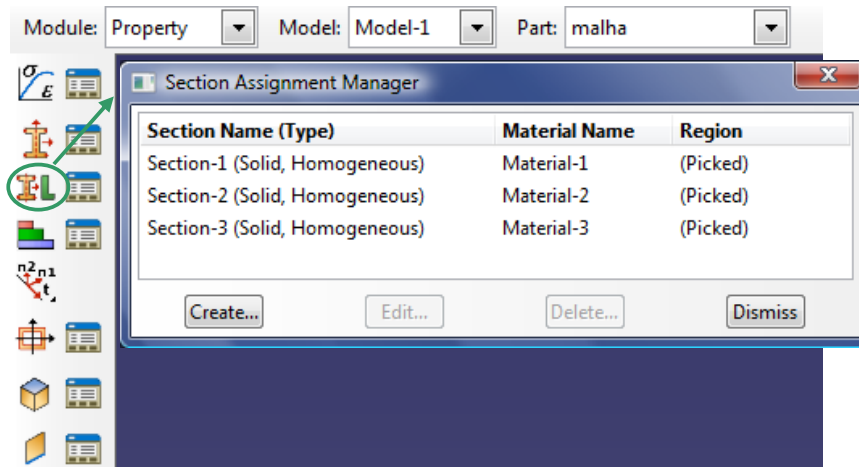 Module: Property Model: Model-1 Part: malha
σ ε
Section Assignment Manager
Section Name (Type) Material Name Region
Section-1 (Solid, Homogeneous) Material-1 (Picked)
Section-2 (Solid, Homogeneous) Material-2 (Picked)
Section-3 (Solid, Homogeneous) Material-3 (Picked)
n2 n1
t
Create... Edit... Delete... Dismiss